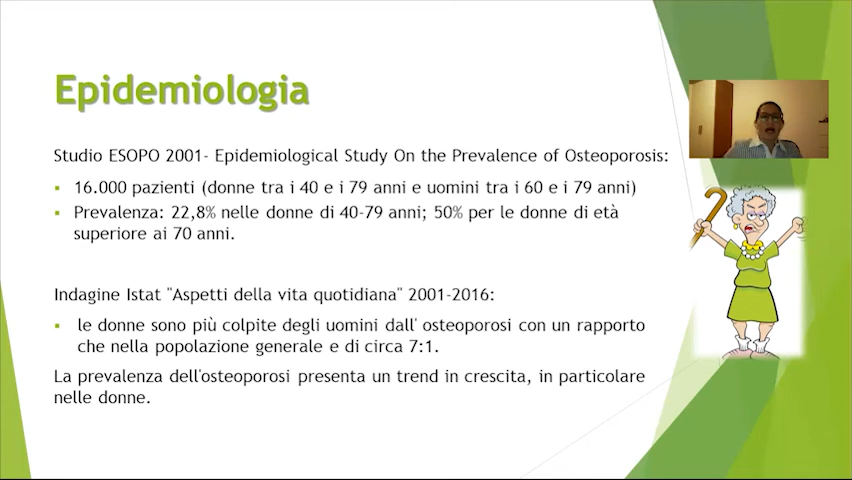 Epidemiologia
Studio ESOPO 2001- Epidemiological Study On the Prevalence of Osteoporosis:
16.000 pazienti (donne tra i 40 e i 79 anni e uomini tra i 60 e i 79 anni)
Prevalenza: 22,8% nelle donne di 40-79 anni; 50% per le donne di età
superiore ai 70 anni.
Indagine Istat "Aspetti della vita quotidiana" 2001-2016:
le donne sono più colpite degli uomini dall' osteoporosi con un rapporto
che nella popolazione generale e di circa 7:1.
La prevalenza dell'osteoporosi presenta un trend in crescita, in particolare
nelle donne.